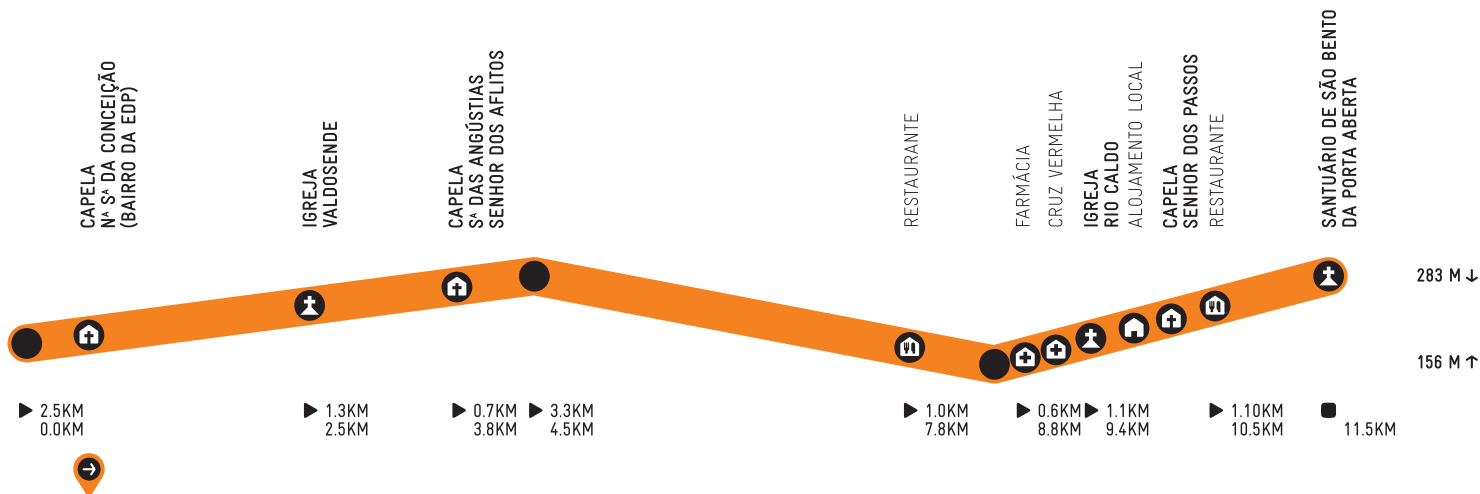 CAPELA
Nª Sª DA CONCEIÇÃO
(BAIRRO DA EDP)
IGREJA
VALDOSENDE
CAPELA
Sª DAS ANGÚSTIAS
SENHOR DOS AFLITOS
RESTAURANTE
FARMÁCIA
CRUZ VERMELHA
IGREJA
RIO CALDO
ALOJAMENTO LOCAL
CAPELA
SENHOR DOS PASSOS
RESTAURANTE
SANTUÁRIO DE SÃO BENTO
DA PORTA ABERTA
283 M ↓
156 M ↑
2.5KM
0.0KM
1.3KM
2.5KM
0.7KM
3.8KM
3.3KM
4.5KM
1.0KM
7.8KM
0.6KM
8.8KM
1.1KM
9.4KM
1.10KM
10.5KM
11.5KM